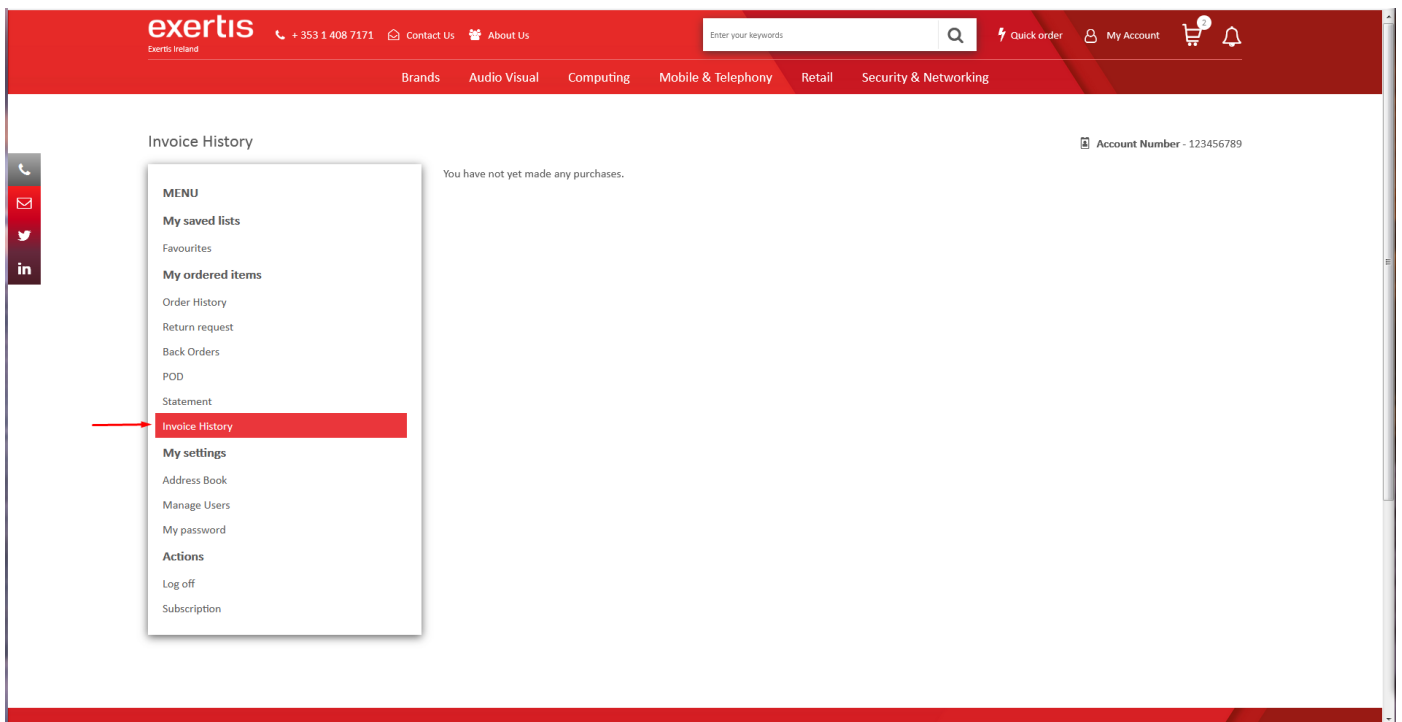 exertis
Exertis Ireland
+ 353 1 408 7171 Contact Us About Us
Enter your keywords
Quick order My Account 2
Brands Audio Visual Computing Mobile & Telephony Retail Security & Networking
Invoice History
Account Number - 123456789
in
MENU
My saved lists
Favourites
My ordered items
Order History
Return request
Back Orders
POD
Statement
Invoice History
My settings
Address Book
Manage Users
My password
Actions
Log off
Subscription
You have not yet made any purchases.